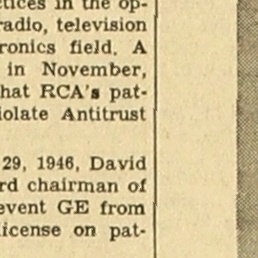 ctices in the op-
radio, television
ronics field. A
in November,
hat RCA's pat-
iolate Antitrust
29, 1946, David
rd chairman of
event GE from
license on pat-